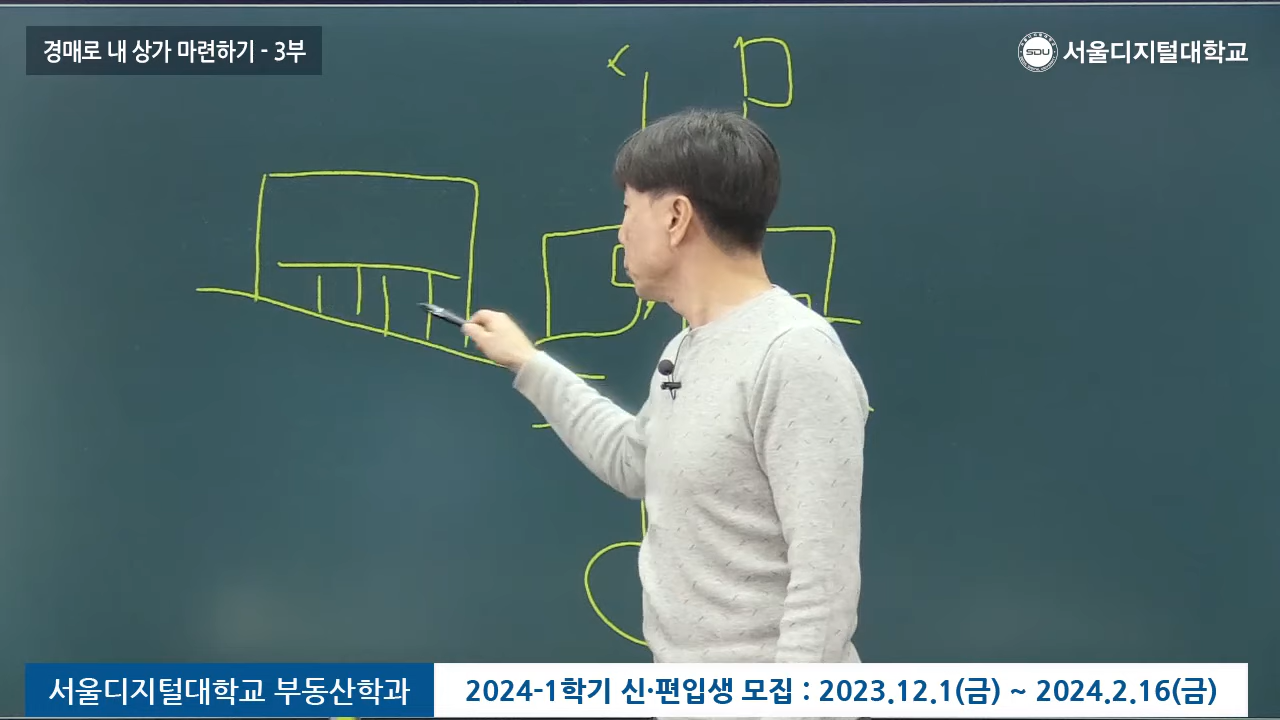 경매로 내 상가 마련하기 - 3부
SDU 서울디지털대학교
서울디지털대학교 부동산학과
2024-1학기 신·편입생 모집 : 2023.12.1(금) ~ 2024.2.16(금)